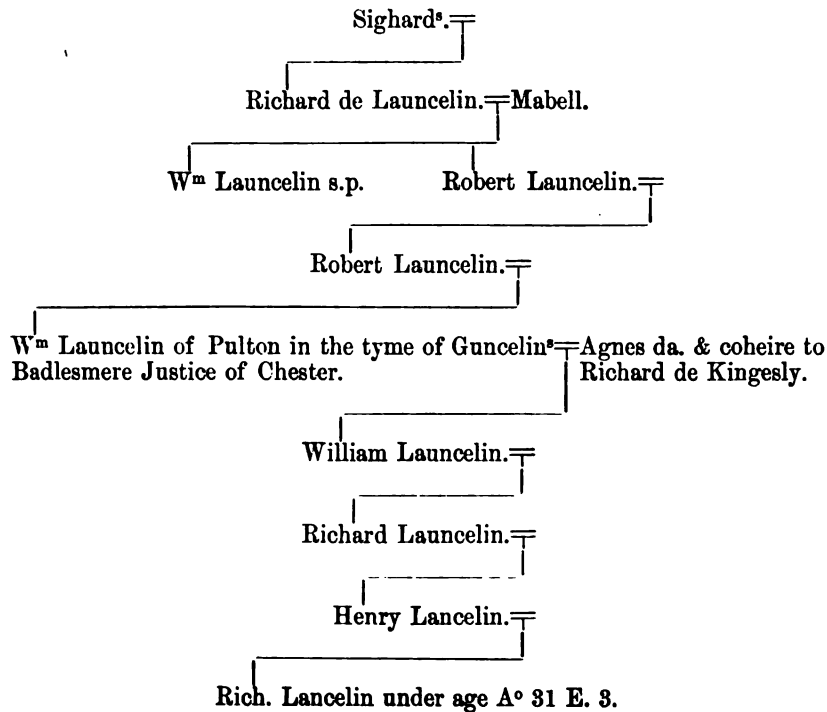 Sighardˢ.
Richard de Launcelin. Mabell.
Wᵐ Launcelin s.p. Robert Launcelin.
Robert Launcelin.
Wᵐ Launcelin of Pulton in the tyme of Guncelinˢ Agnes da. & coheire to
Badlesmere Justice of Chester. Richard de Kingesly.
William Launcelin.
Richard Launcelin.
Henry Lancelin.
Rich. Lancelin under age Aᵒ 31 E. 3.